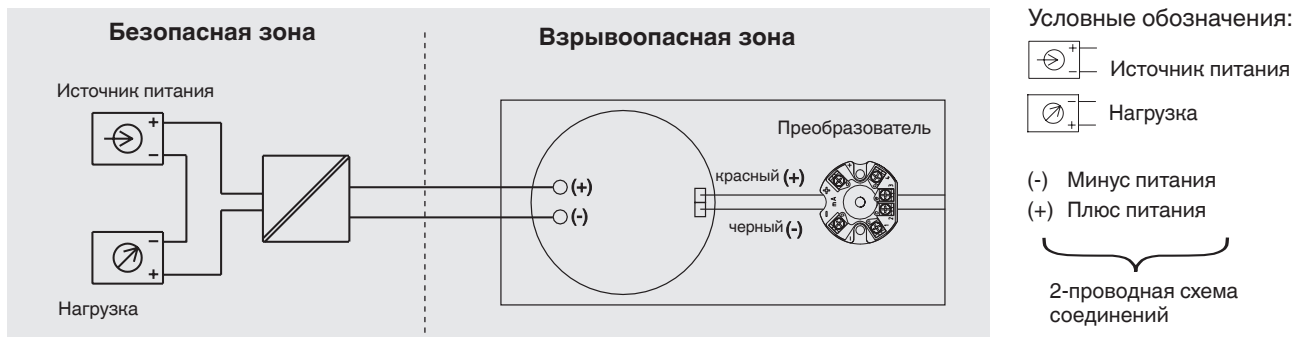 Безопасная зона
Взрывоопасная зона
Источник питания
+
−
−
+
Нагрузка
(+)
(-)
Преобразователь
красный (+)
черный (-)
mA
Условные обозначения:
+
−
Источник питания
−
+
Нагрузка
(-) Минус питания
(+) Плюс питания
2-проводная схема
соединений